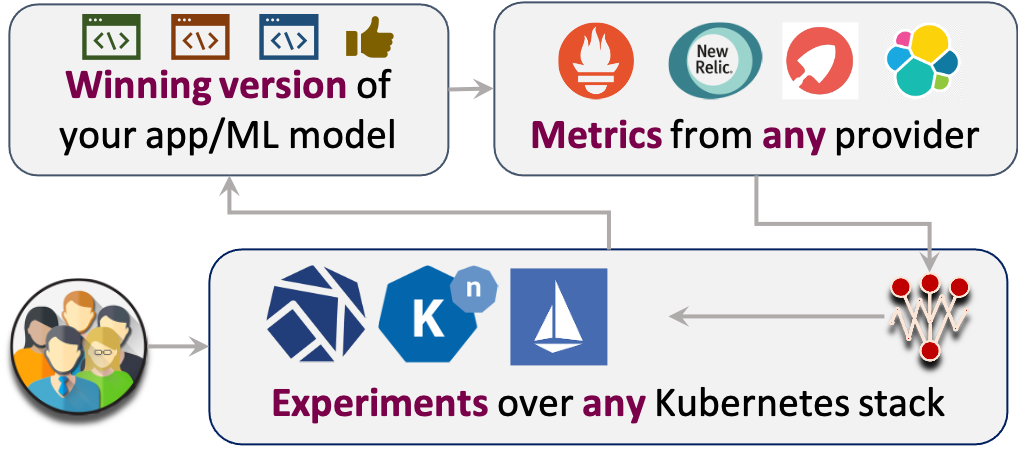 </>
</>
</>
Winning version of
your app/ML model
New
Relic.
Metrics from any provider
K
n
Experiments over any Kubernetes stack